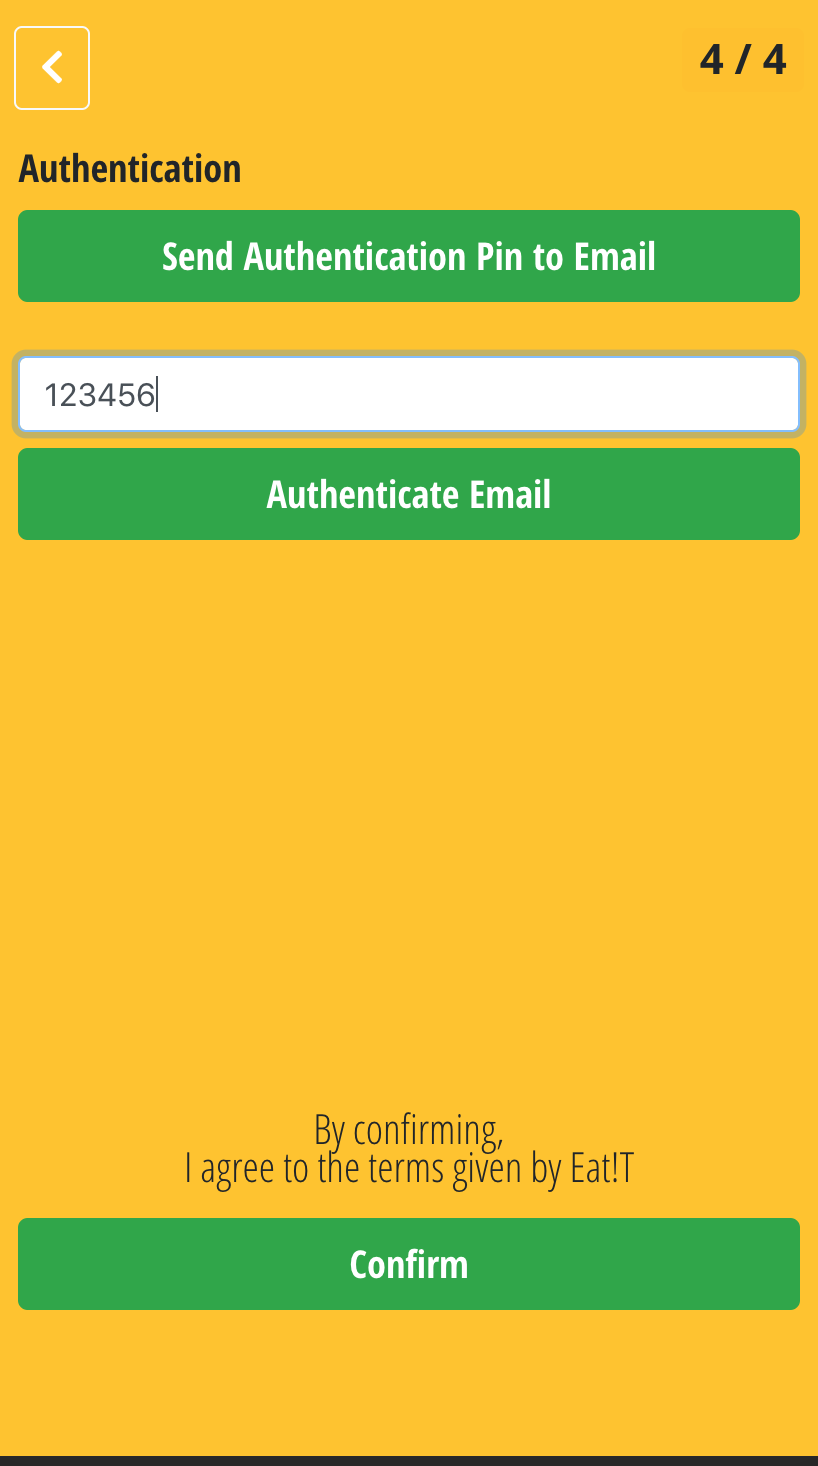 4 / 4
Authentication
Send Authentication Pin to Email
123456
Authenticate Email
By confirming,
I agree to the terms given by Eat!T
Confirm